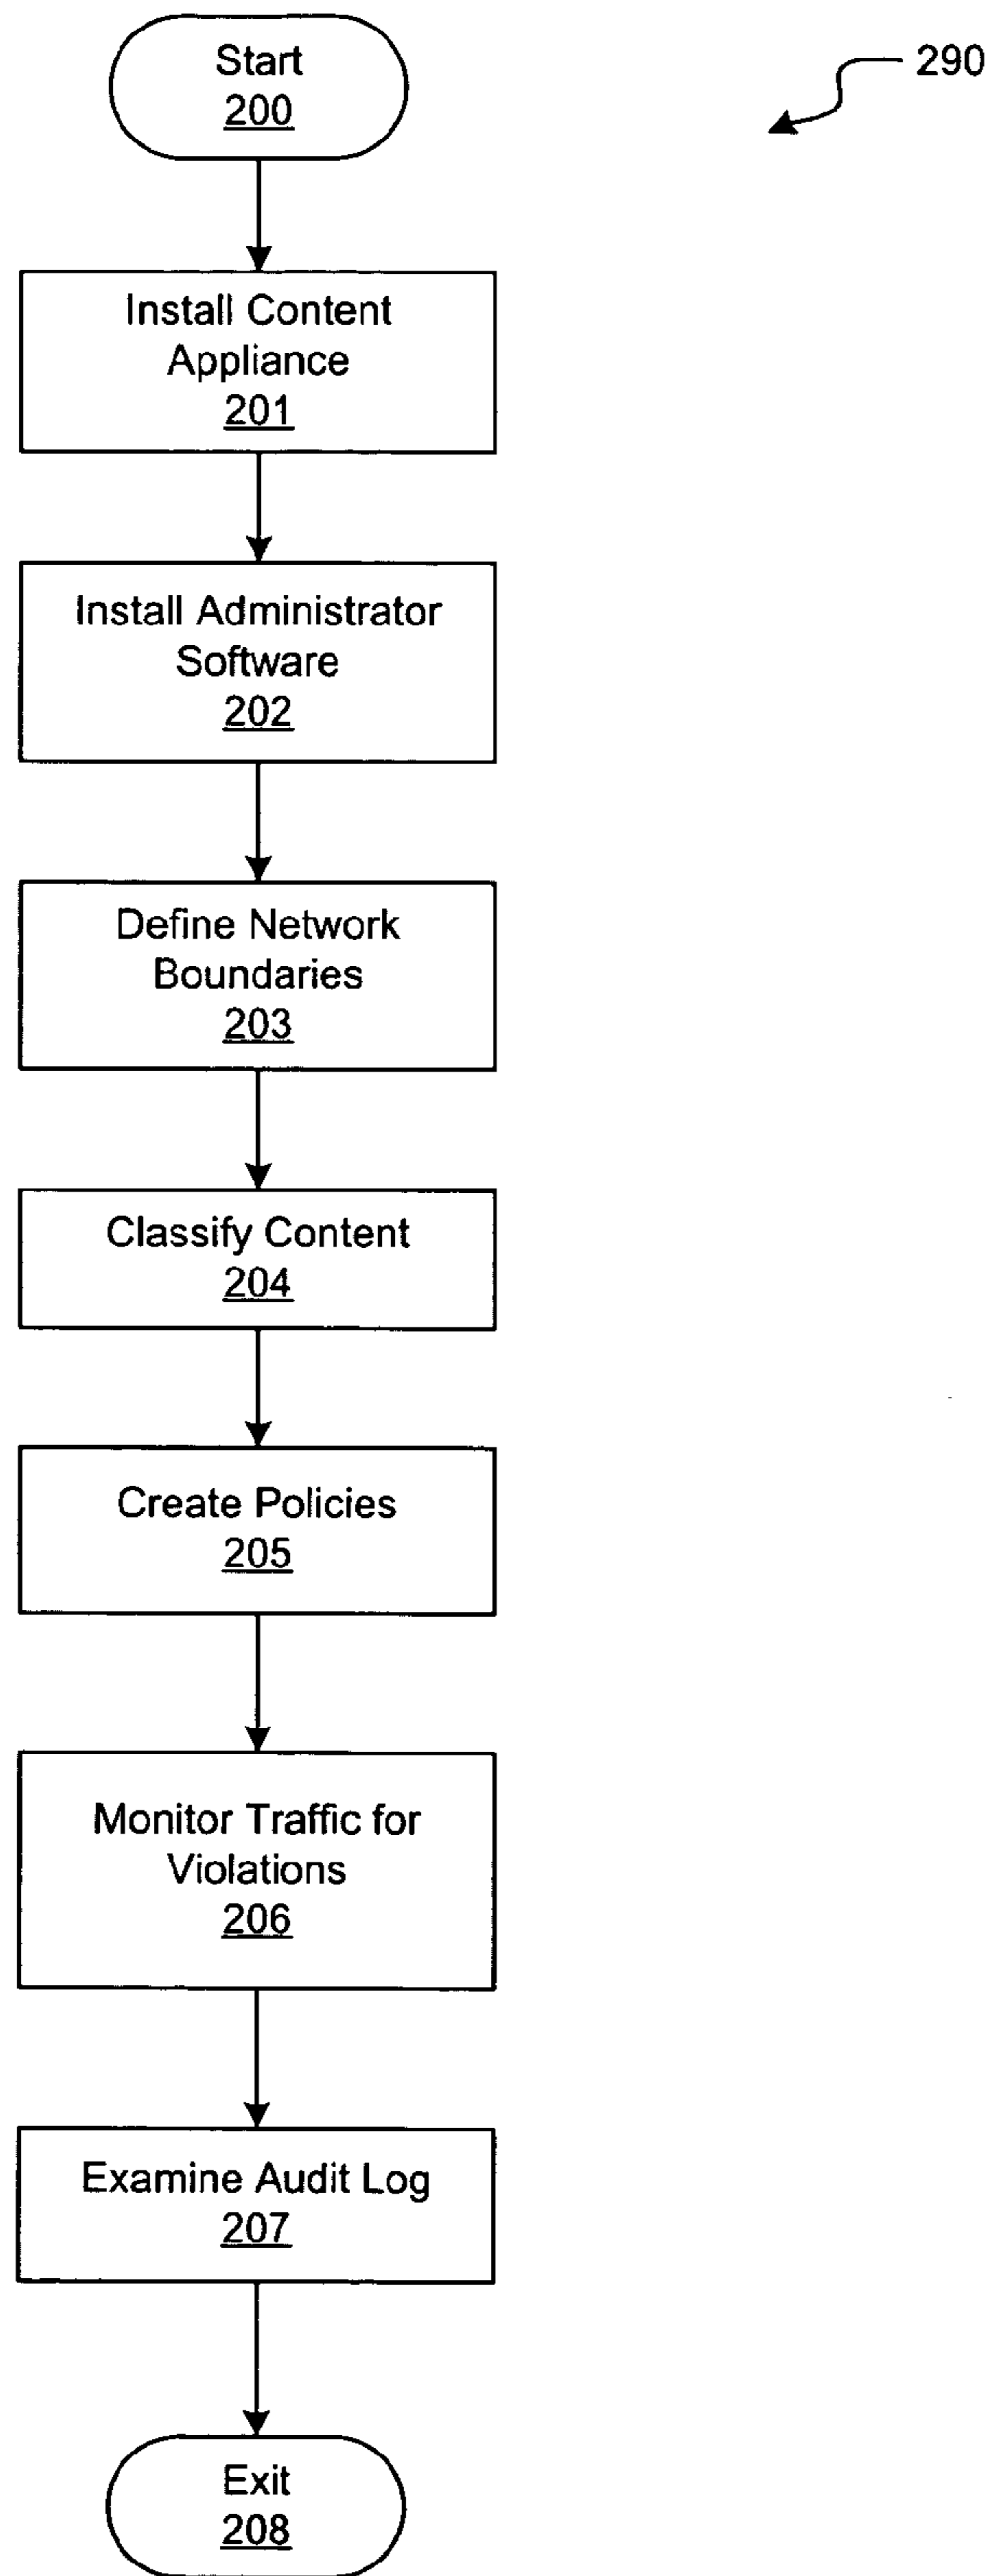 Start
200
290
Install Content
Appliance
201
Install Administrator
Software
202
Define Network
Boundaries
203
Classify Content
204
Create Policies
205
Monitor Traffic for
Violations
206
Examine Audit Log
207
Exit
208